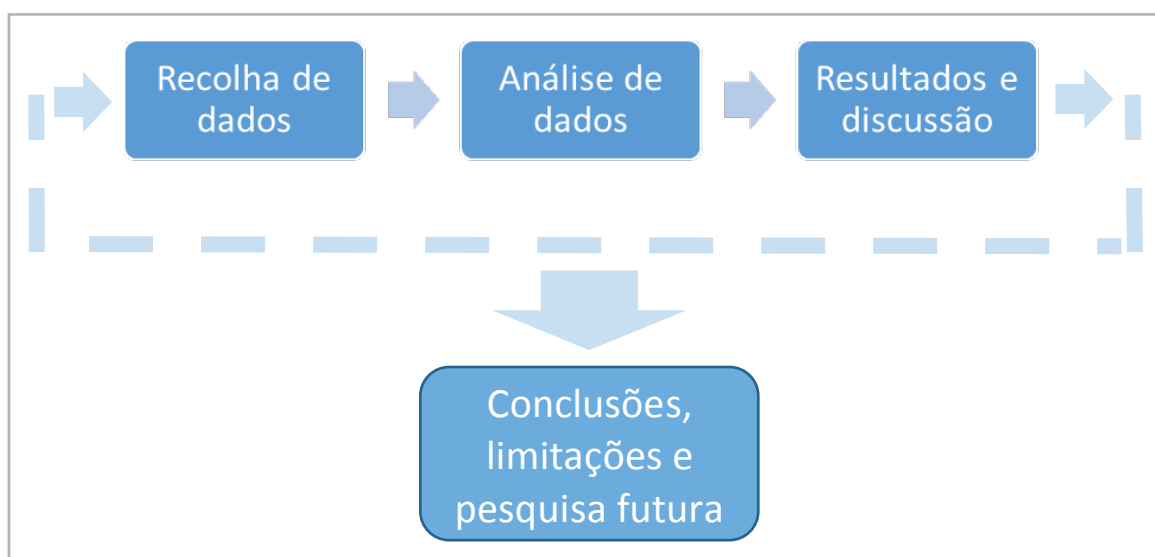 Recolha de
dados
Análise de
dados
Resultados e
discussão
Conclusões,
limitações e
pesquisa futura